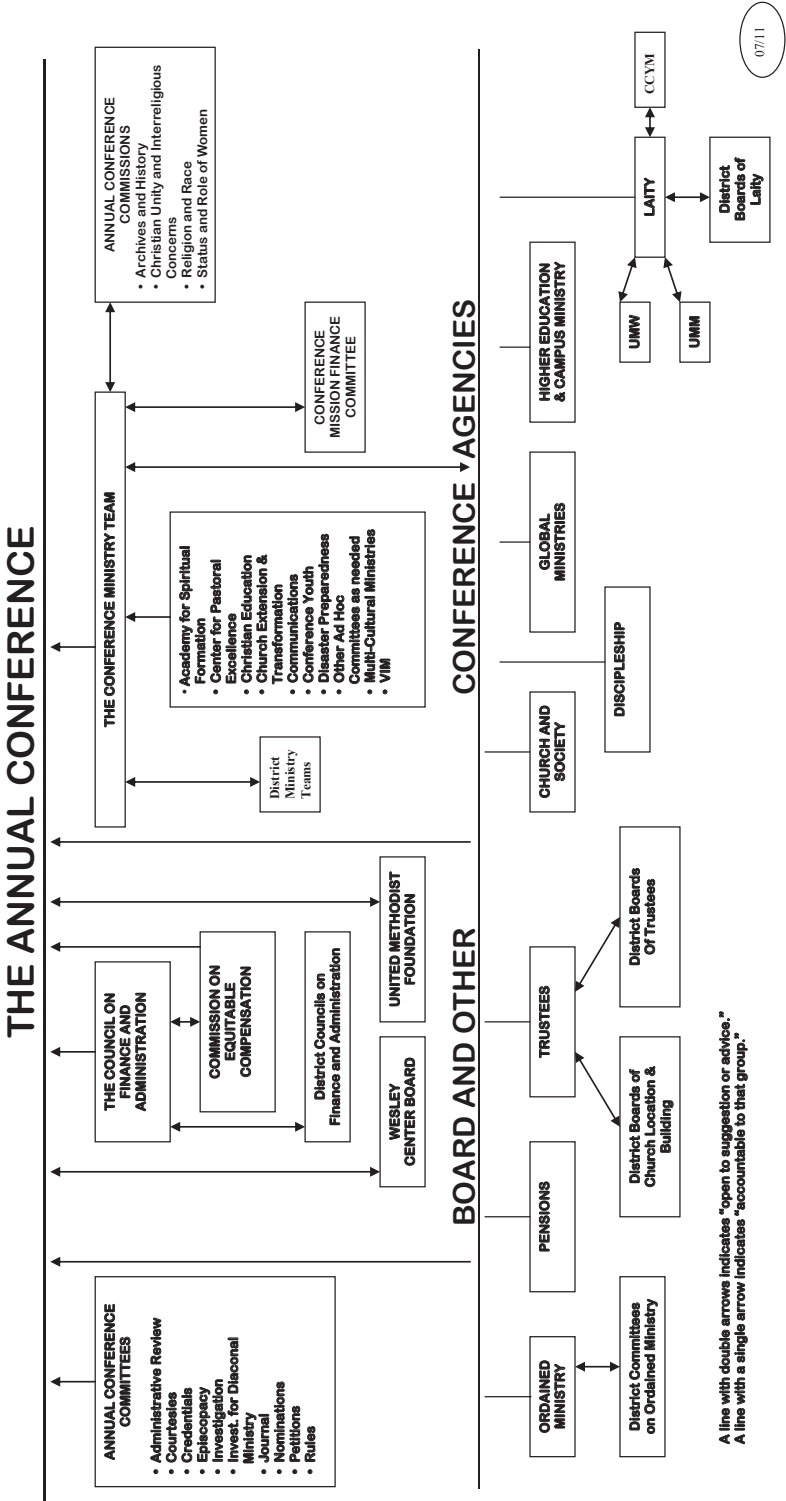 THE ANNUAL CONFERENCE
ANNUAL CONFERENCE
COMMITTEES
• Administrative Review
• Courtesies
• Credentials
• Episcopacy
• Investigation
• Invest. for Diaconal
Ministry
• Journal
• Nominations
• Petitions
• Rules
THE COUNCIL ON
FINANCE AND
ADMINISTRATION
COMMISSION ON
EQUITABLE
COMPENSATION
District Councils on
Finance and Administration
WESLEY
CENTER BOARD
UNITED METHODIST
FOUNDATION
THE CONFERENCE MINISTRY TEAM
District
Ministry
Teams
• Academy for Spiritual
Formation
• Center for Pastoral
Excellence
• Christian Education
• Church Extension &
Transformation
• Communications
• Conference Youth
• Disaster Preparedness
• Other Ad Hoc
Committees as needed
• Multi-Cultural Ministries
• VIM
CONFERENCE
MISSION FINANCE
COMMITTEE
ANNUAL CONFERENCE
COMMISSIONS
• Archives and History
• Christian Unity and Interreligious
Concerns
• Religion and Race
• Status and Role of Women
BOARD AND OTHER CONFERENCE AGENCIES
ORDAINED
MINISTRY
District Committees
on Ordained Ministry
PENSIONS
TRUSTEES
District Boards of
Church Location &
Building
District Boards
Of Trustees
CHURCH AND
SOCIETY
DISCIPLESHIP
GLOBAL
MINISTRIES
HIGHER EDUCATION
& CAMPUS MINISTRY
LAITY
CCYM
UMW
UMM
District
Boards of
Laity
A line with double arrows indicates “open to suggestion or advice.”
A line with a single arrow indicates “accountable to that group.”
07/11